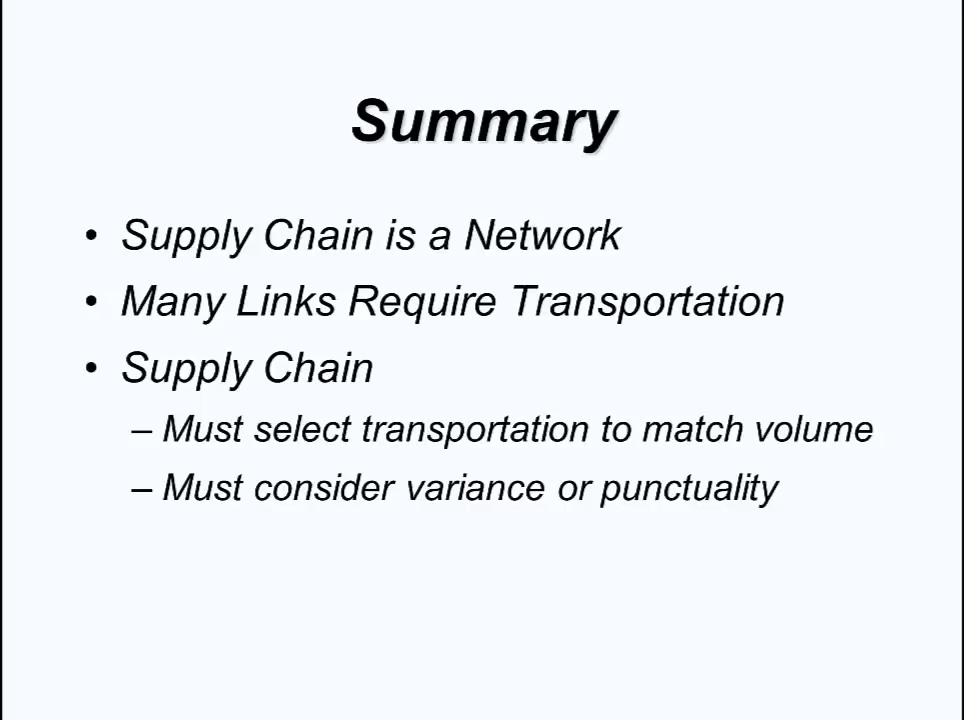 Summary
• Supply Chain is a Network
• Many Links Require Transportation
• Supply Chain
– Must select transportation to match volume
– Must consider variance or punctuality